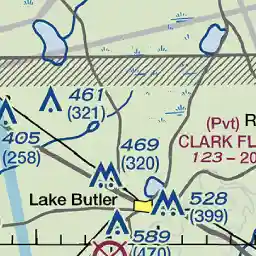 461
(321)
405
(258)
(Pvt)
R
CLARK FL
123 - 20
469
(320)
Lake Butler
528
(399)
589
(470)